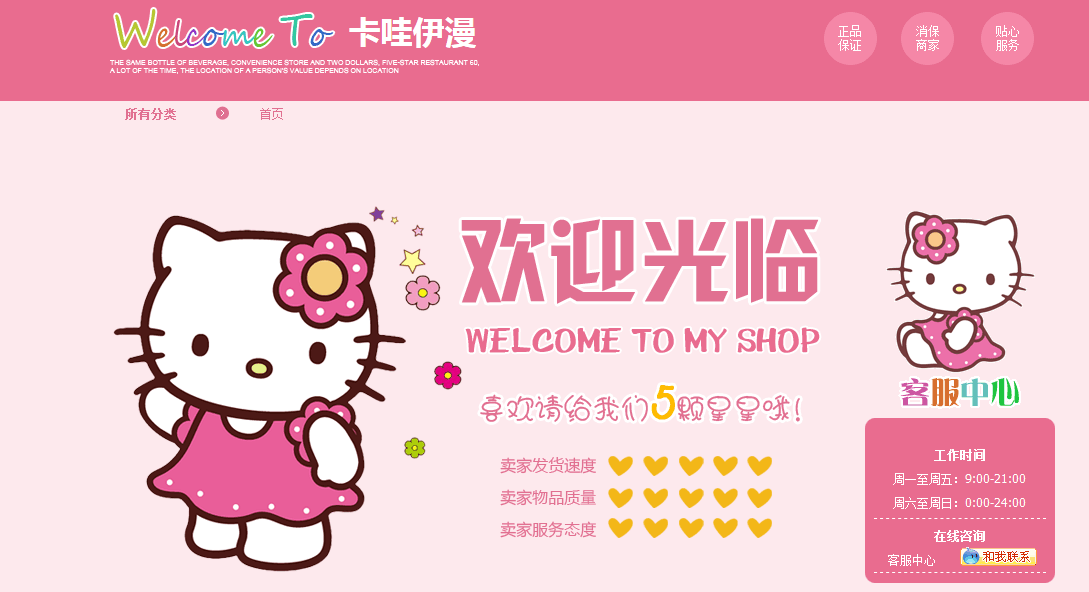 Welcome To 卡哇伊漫
THE SAME BOTTLE OF BEVERAGE, CONVENIENCE STORE AND TWO DOLLARS, FIVE-STAR RESTAURANT 60,
A LOT OF THE TIME, THE LOCATION OF A PERSON'S VALUE DEPENDS ON LOCATION
正品
保证
消保
商家
贴心
服务
所有分类
首页
欢迎光临
WELCOME TO MY SHOP
喜欢请给我们5颗星星哦!
卖家发货速度
卖家物品质量
卖家服务态度
客服中心
工作时间
周一至周五：9:00-21:00
周六至周日：0:00-24:00
在线咨询
客服中心 和我联系